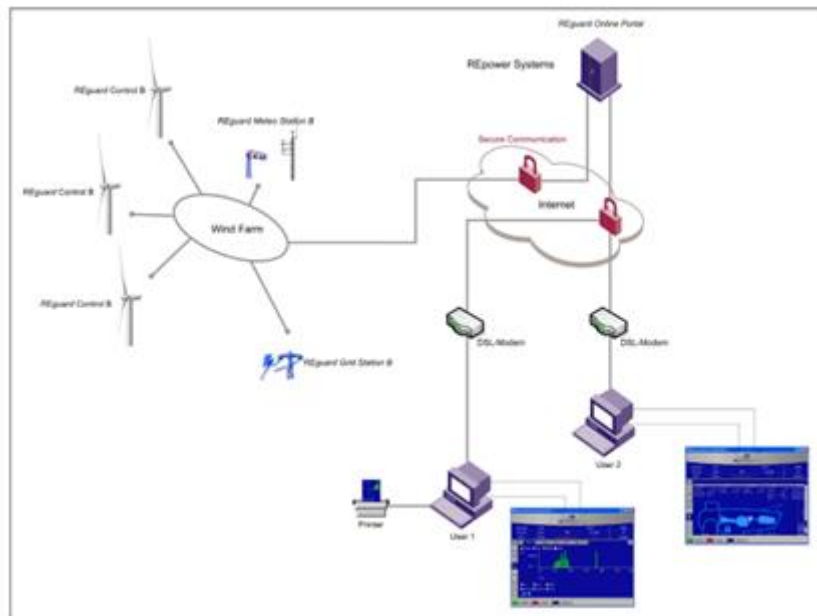 REguard Online Portal
REpower Systems
REguard Control B
REguard Meteo Station B
Secure Communication
REguard Control B
Internet
Wind Farm
REguard Control B
DSL-Modem
DSL-Modem
REguard Grid Station B
User 2
Printer
User 1